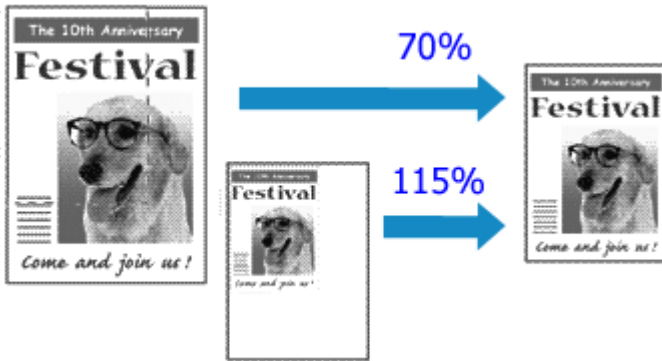 The 10th Anniversary
Festival
Come and join us!
70%
The 10th Anniversary
Festival
Come and join us!
115%
The 10th Anniversary
Festival
Come and join us!